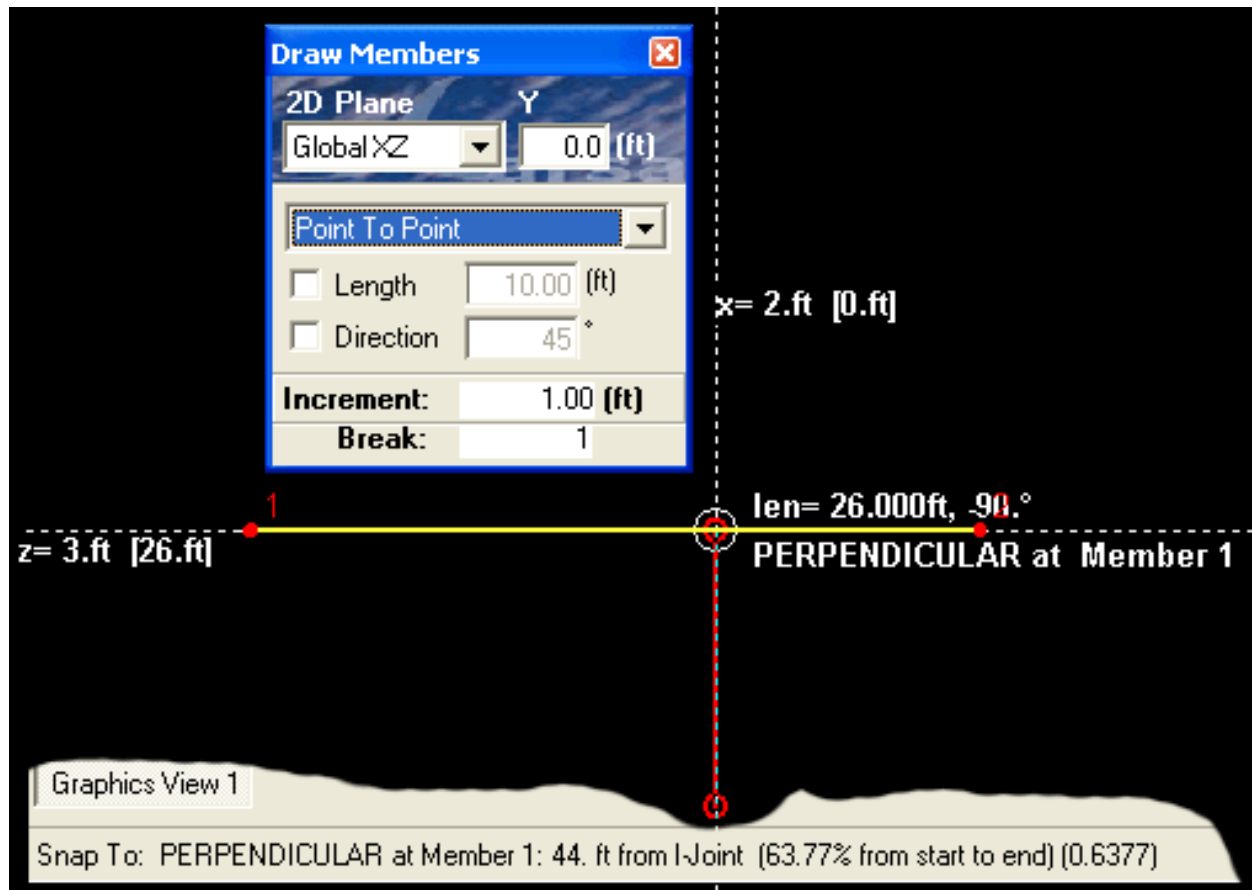 Draw Members
2D Plane Y
Global XZ 0.0 (ft)
Point To Point
Length 10.00 (ft)
Direction 45 °
x= 2.ft [0.ft]
Increment: 1.00 (ft)
Break: 1
1
len= 26.000ft, -90.°
z= 3.ft [26.ft]
PERPENDICULAR at Member 1
Graphics View 1
Snap To: PERPENDICULAR at Member 1: 44. ft from I-Joint (63.77% from start to end) (0.6377)